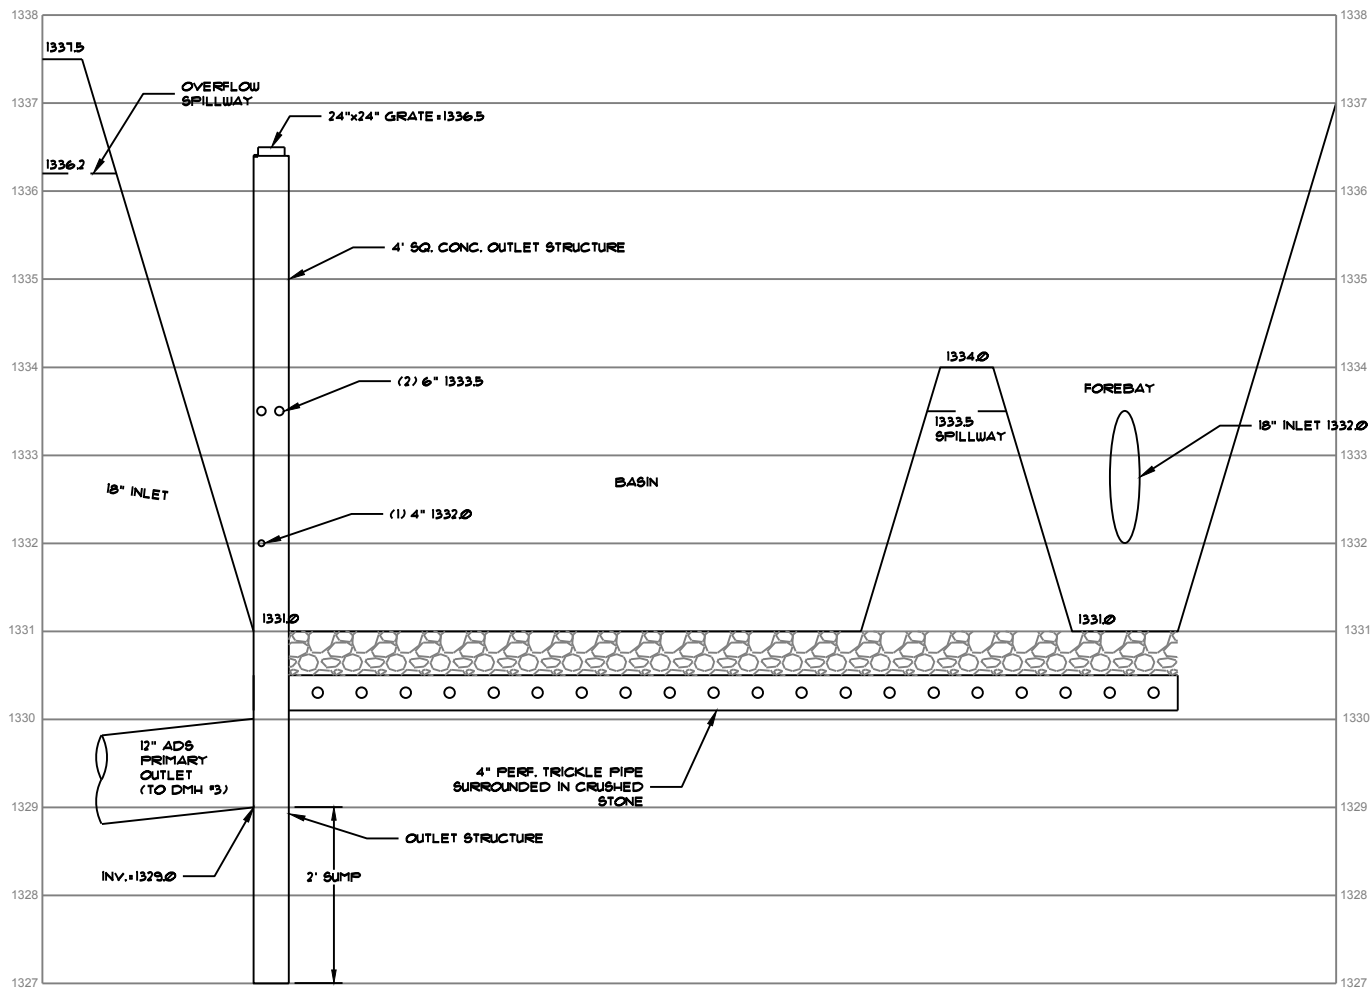 1338 1338
1337.5
OVERFLOW
SPILLWAY
1337 1337
24"x24" GRATE=1336.5
1336.2
1336 1336
4' SQ. CONC. OUTLET STRUCTURE
1335 1335
1334.0
1334 1334
(2) 6" 1333.5
FOREBAY
1333.5
SPILLWAY
18" INLET 1332.0
1333 1333
18" INLET
BASIN
(1) 4" 1332.0
1332 1332
1331.0
1331.0
1331 1331
1330 1330
12" ADS
PRIMARY
OUTLET
(TO DMH #3)
4" PERF. TRICKLE PIPE
SURROUNDED IN CRUSHED
STONE
1329 1329
OUTLET STRUCTURE
INV.=1329.0
2' SUMP
1328 1328
1327 1327